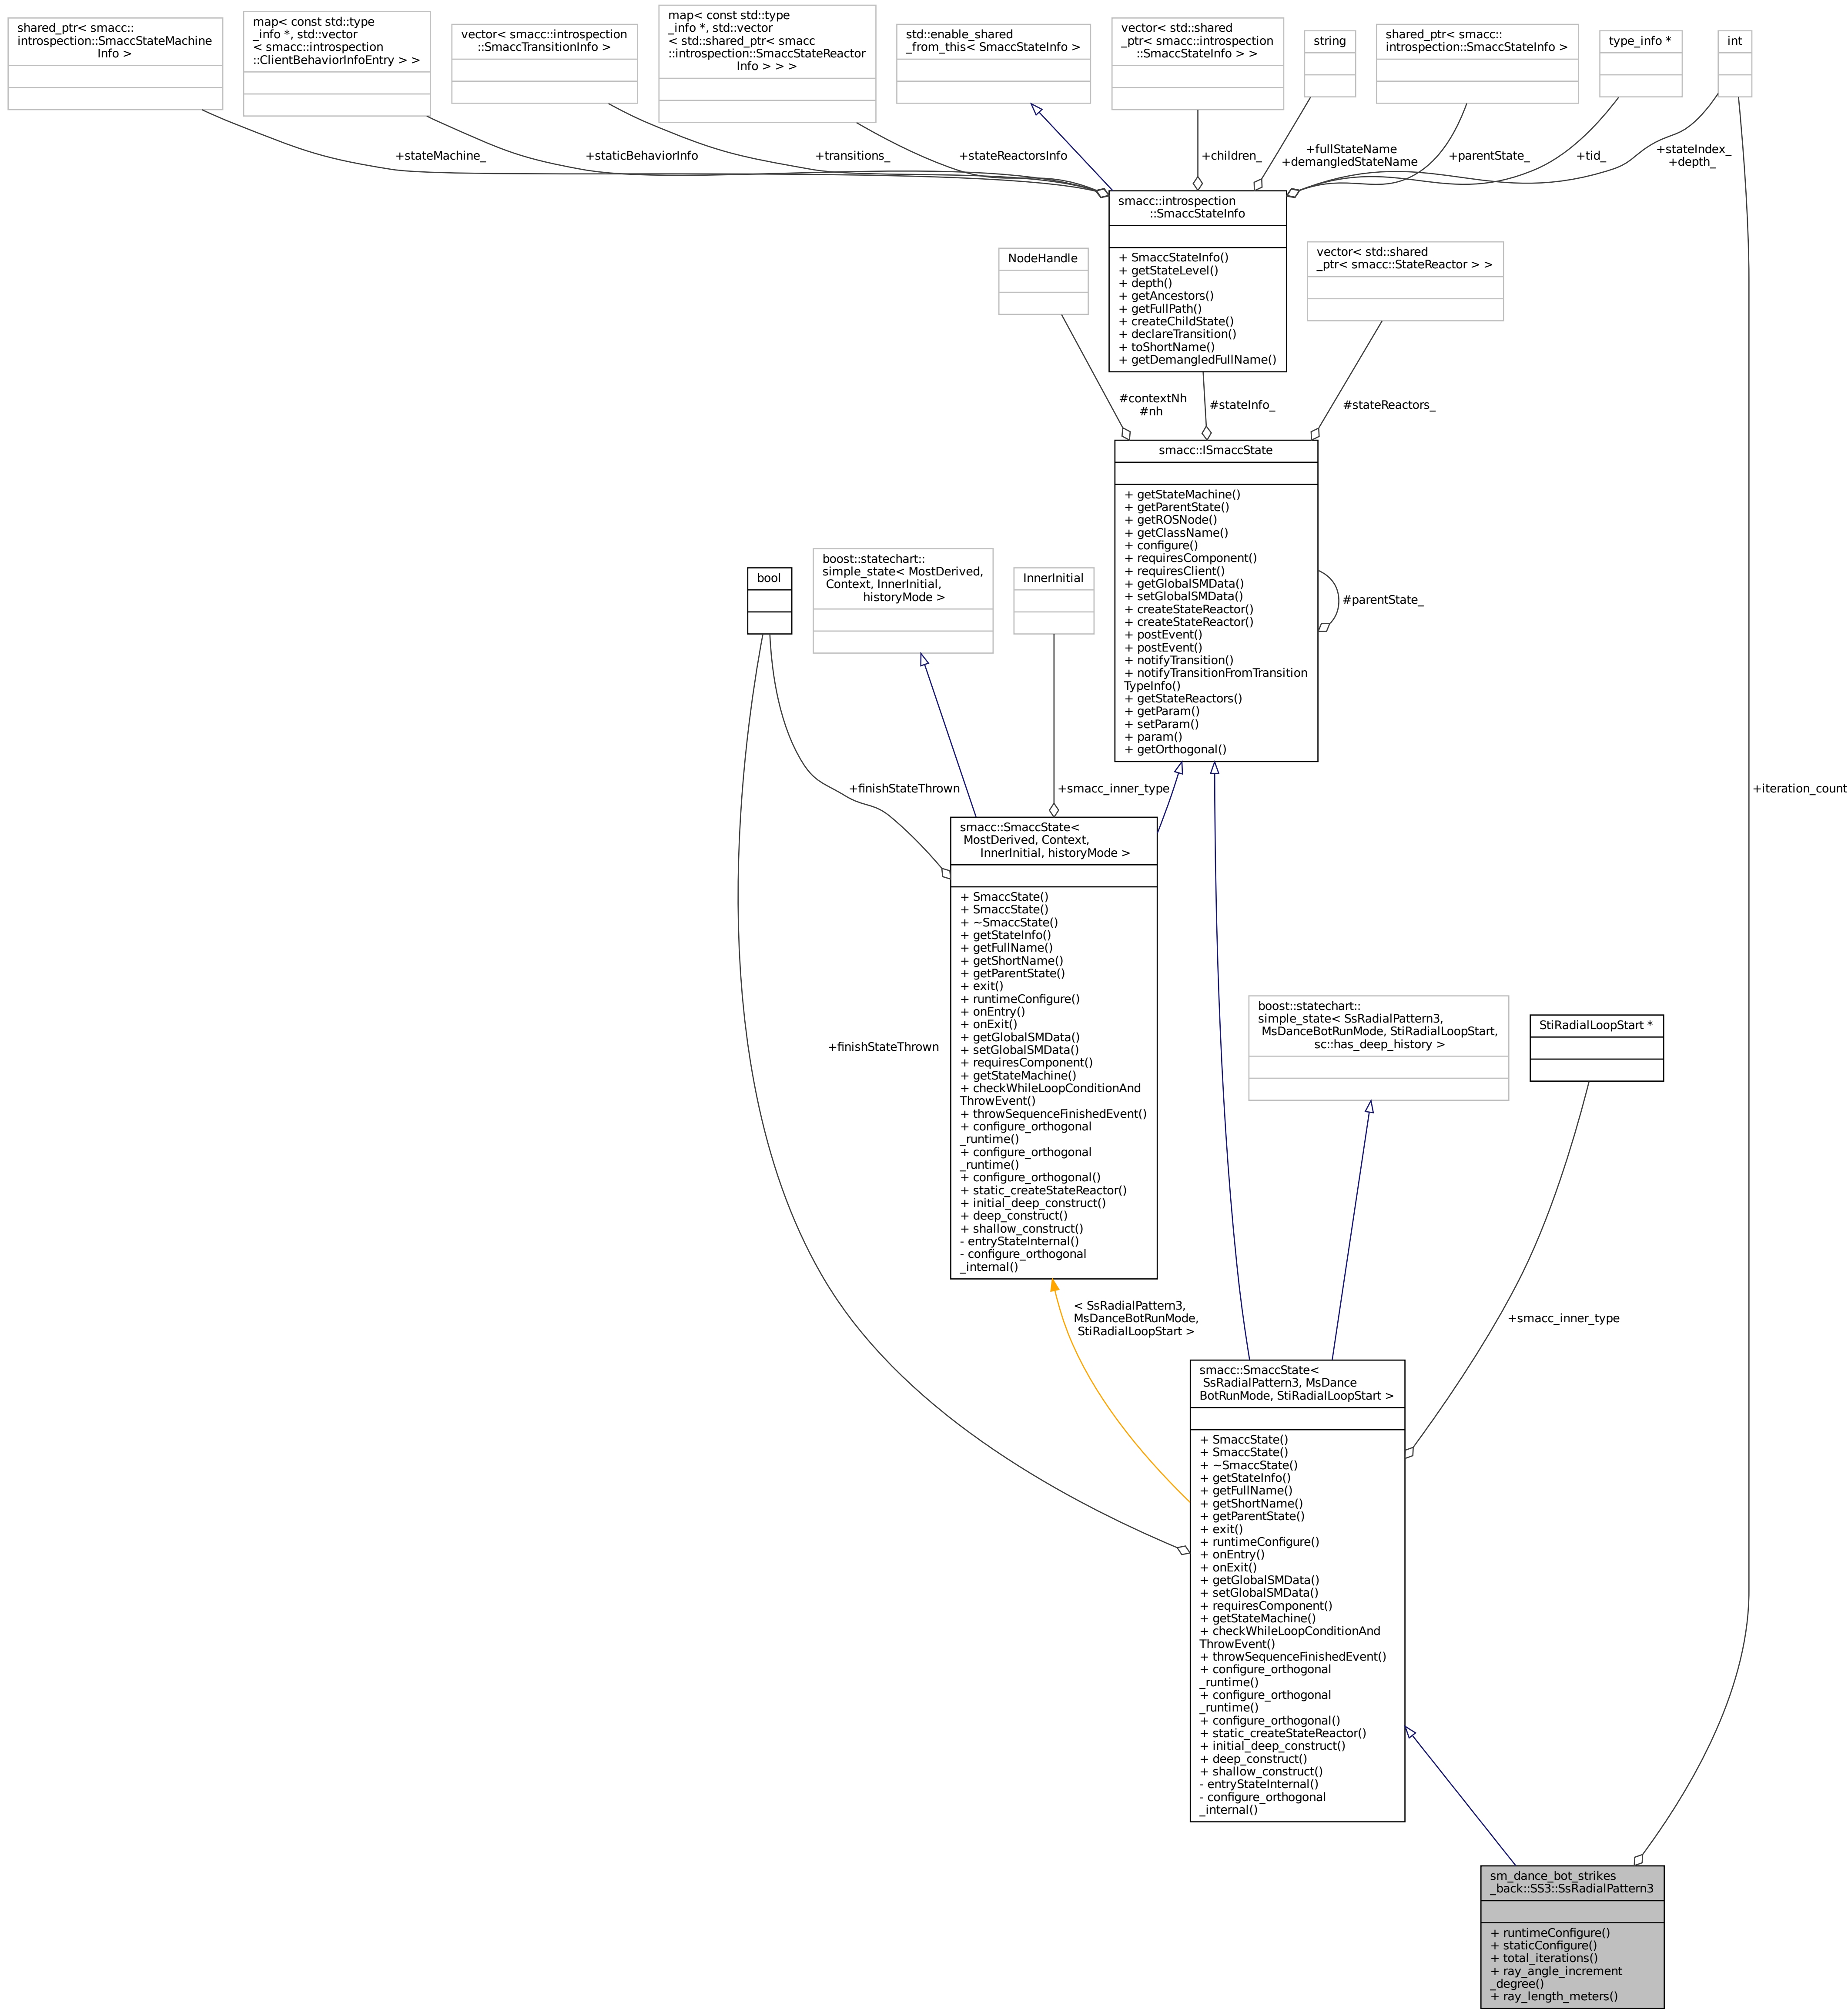 shared_ptr< smacc::
introspection::SmaccStateMachine
Info >
map< const std::type
_info *, std::vector
< smacc::introspection
::ClientBehaviorInfoEntry > >
vector< smacc::introspection
::SmaccTransitionInfo >
map< const std::type
_info *, std::vector
< std::shared_ptr< smacc
::introspection::SmaccStateReactor
Info > > >
std::enable_shared
_from_this< SmaccStateInfo >
vector< std::shared
_ptr< smacc::introspection
::SmaccStateInfo > >
string
shared_ptr< smacc::
introspection::SmaccStateInfo >
type_info *
int
+stateMachine_
+staticBehaviorInfo
+transitions_
+stateReactorsInfo
+children_
+fullStateName
+demangledStateName
+parentState_
+tid_
+stateIndex_
+depth_
smacc::introspection
::SmaccStateInfo
+ SmaccStateInfo()
+ getStateLevel()
+ depth()
+ getAncestors()
+ getFullPath()
+ createChildState()
+ declareTransition()
+ toShortName()
+ getDemangledFullName()
NodeHandle
vector< std::shared
_ptr< smacc::StateReactor > >
#contextNh
#nh
#stateInfo_
#stateReactors_
smacc::ISmaccState
+ getStateMachine()
+ getParentState()
+ getROSNode()
+ getClassName()
+ configure()
+ requiresComponent()
+ requiresClient()
+ getGlobalSMData()
+ setGlobalSMData()
+ createStateReactor()
+ createStateReactor()
+ postEvent()
+ postEvent()
+ notifyTransition()
+ notifyTransitionFromTransition
TypeInfo()
+ getStateReactors()
+ getParam()
+ setParam()
+ param()
+ getOrthogonal()
#parentState_
bool
boost::statechart::
simple_state< MostDerived,
Context, InnerInitial,
historyMode >
InnerInitial
+finishStateThrown
+smacc_inner_type
+iteration_count
smacc::SmaccState<
MostDerived, Context,
InnerInitial, historyMode >
+ SmaccState()
+ SmaccState()
+ ~SmaccState()
+ getStateInfo()
+ getFullName()
+ getShortName()
+ getParentState()
+ exit()
+ runtimeConfigure()
+ onEntry()
+ onExit()
+ getGlobalSMData()
+ setGlobalSMData()
+ requiresComponent()
+ getStateMachine()
+ checkWhileLoopConditionAnd
ThrowEvent()
+ throwSequenceFinishedEvent()
+ configure_orthogonal
_runtime()
+ configure_orthogonal
_runtime()
+ configure_orthogonal()
+ static_createStateReactor()
+ initial_deep_construct()
+ deep_construct()
+ shallow_construct()
- entryStateInternal()
- configure_orthogonal
_internal()
+finishStateThrown
boost::statechart::
simple_state< SsRadialPattern3,
MsDanceBotRunMode, StiRadialLoopStart,
sc::has_deep_history >
StiRadialLoopStart *
< SsRadialPattern3,
MsDanceBotRunMode,
StiRadialLoopStart >
+smacc_inner_type
smacc::SmaccState<
SsRadialPattern3, MsDance
BotRunMode, StiRadialLoopStart >
+ SmaccState()
+ SmaccState()
+ ~SmaccState()
+ getStateInfo()
+ getFullName()
+ getShortName()
+ getParentState()
+ exit()
+ runtimeConfigure()
+ onEntry()
+ onExit()
+ getGlobalSMData()
+ setGlobalSMData()
+ requiresComponent()
+ getStateMachine()
+ checkWhileLoopConditionAnd
ThrowEvent()
+ throwSequenceFinishedEvent()
+ configure_orthogonal
_runtime()
+ configure_orthogonal
_runtime()
+ configure_orthogonal()
+ static_createStateReactor()
+ initial_deep_construct()
+ deep_construct()
+ shallow_construct()
- entryStateInternal()
- configure_orthogonal
_internal()
sm_dance_bot_strikes
_back::SS3::SsRadialPattern3
+ runtimeConfigure()
+ staticConfigure()
+ total_iterations()
+ ray_angle_increment
_degree()
+ ray_length_meters()